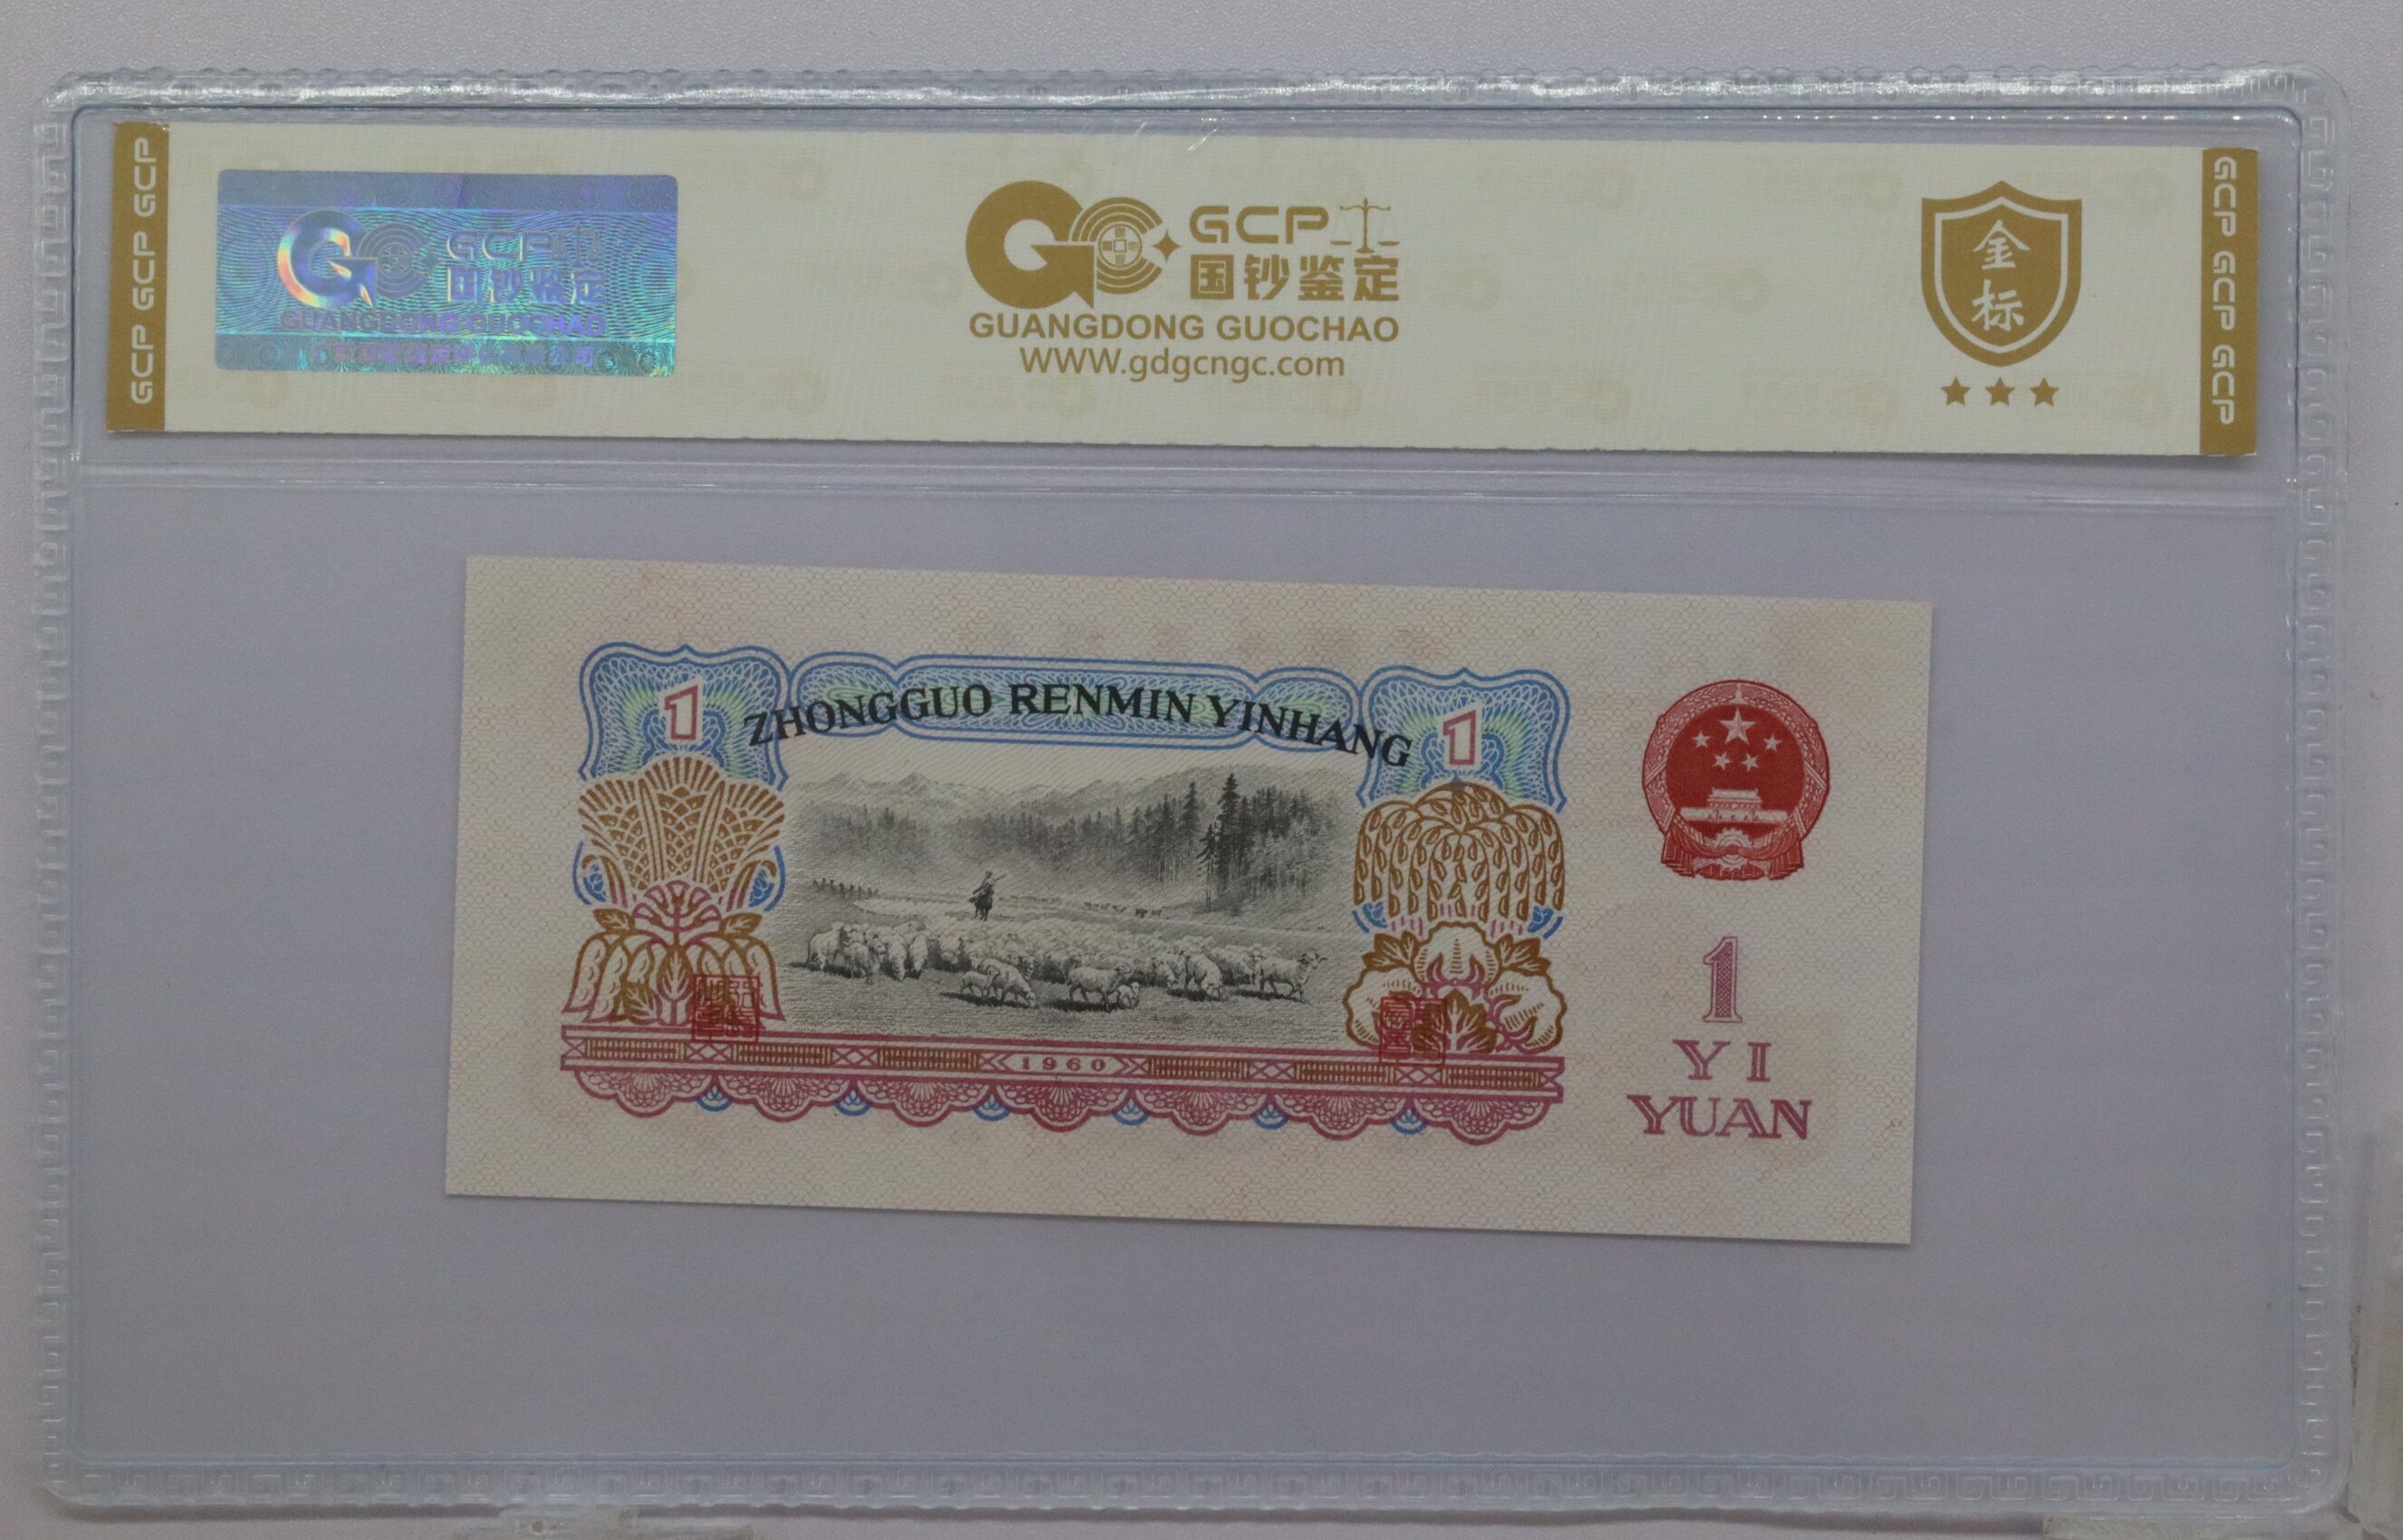 GCP GCP GCP
GCP
国钞鉴定
GUANGDONG GUOCHAO
GCP
国钞鉴定
GUANGDONG GUOCHAO
WWW.gdgcngc.com
金标
GCP GCP GCP
1
ZHONGGUO RENMIN YINHANG
1
1960
1
YI
YUAN